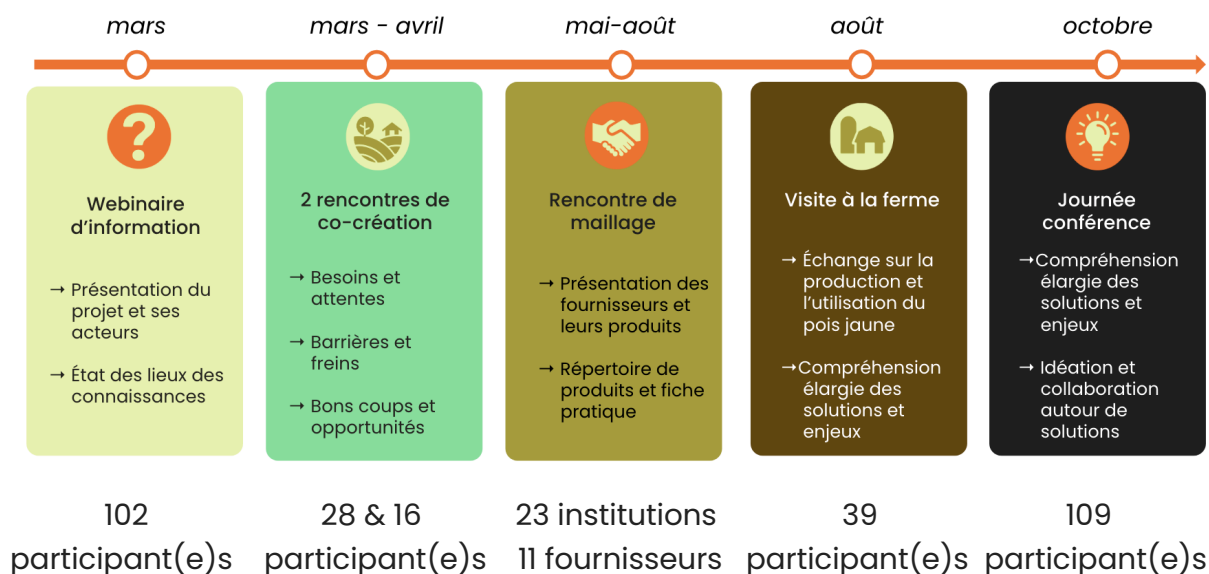 mars
mars - avril
mai-août
août
octobre
?
Webinaire
d’information
→ Présentation du
projet et ses
acteurs
→ État des lieux des
connaissances
2 rencontres de
co-création
→ Besoins et
attentes
→ Barrières et
freins
→ Bons coups et
opportunités
Rencontre de
maillage
→ Présentation des
fournisseurs et
leurs produits
→ Répertoire de
produits et fiche
pratique
Visite à la ferme
→ Échange sur la
production et
l’utilisation du
pois jaune
→Compréhension
élargie des
solutions et
enjeux
Journée
conférence
→Compréhension
élargie des
solutions et
enjeux
→ Idéation et
collaboration
autour de
solutions
102
participant(e)s
28 & 16
participant(e)s
23 institutions
11 fournisseurs
39
participant(e)s
109
participant(e)s